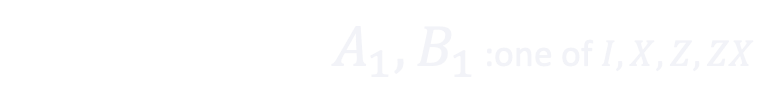 A₁, B₁ :one of I, X, Z, ZX